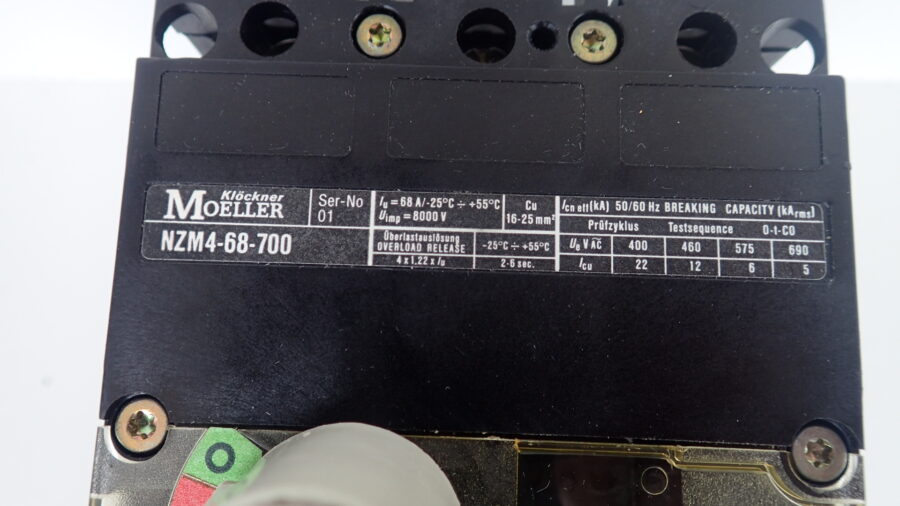 Klöckner
MOELLER
Ser-No
01
NZM4-68-700
Iu = 68 A/-25°C ÷ +55°C
Uimp = 8000 V
Cu
16-25 mm²
Überlastauslösung
OVERLOAD RELEASE
-25°C ÷ +55°C
4 x 1.22 x Iu
2-6 sec.
Icn eff(kA) 50/60 Hz BREAKING CAPACITY (kArms)
Prüfzyklus Testsequence O-t-CO
Ue V AC 400 460 575 690
Icu 22 12 6 5
O